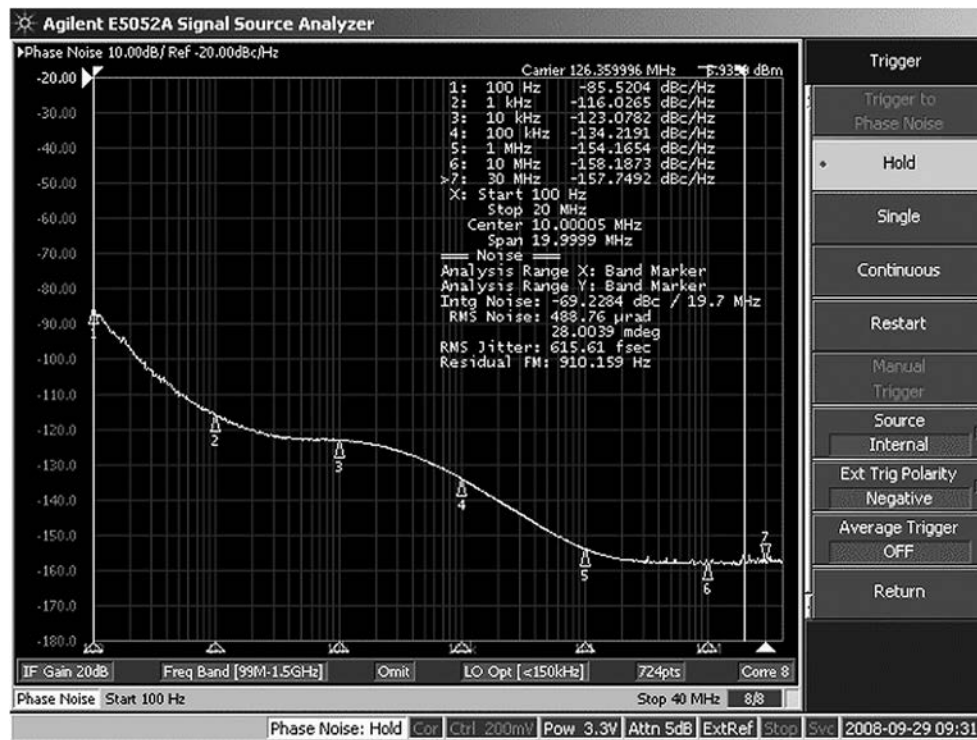 Agilent E5052A Signal Source Analyzer
Phase Noise 10.00dB/ Ref -20.00dBc/Hz
Carrier 126.359996 MHz dBm
-20.00
-30.00
-40.00
-50.00
-60.00
-70.00
-80.00
-90.00
-100.0
-110.0
-120.0
-130.0
-140.0
-150.0
-160.0
-170.0
-180.0
1: 100 Hz -85.5204 dBc/Hz
2: 1 kHz -116.0265 dBc/Hz
3: 10 kHz -123.0782 dBc/Hz
4: 100 kHz -134.2191 dBc/Hz
5: 1 MHz -154.1654 dBc/Hz
6: 10 MHz -158.1873 dBc/Hz
>7: 30 MHz -157.7492 dBc/Hz
X: Start 100 Hz
Stop 20 MHz
Center 10.00005 MHz
Span 19.9999 MHz
=== Noise ===
Analysis Range X: Band Marker
Analysis Range Y: Band Marker
Intg Noise: -69.2284 dBc / 19.7 MHz
RMS Noise: 488.76 µrad
28.0039 mdeg
RMS Jitter: 615.61 fsec
Residual FM: 910.159 Hz
1
2
3
4
5
6
7
IF Gain 20dB
Freq Band [99M-1.5GHz]
Omit
LO Opt [<150kHz]
724pts
Corre 8
Phase Noise Start 100 Hz
Stop 40 MHz
8/8
Phase Noise: Hold
Cor
Ctrl 200mV
Pow 3.3V
Attn 5dB
ExtRef
Stop
Svc
2008-09-29 09:31
Trigger
Trigger to
Phase Noise
Hold
Single
Continuous
Restart
Manual
Trigger
Source
Internal
Ext Trig Polarity
Negative
Average Trigger
OFF
Return